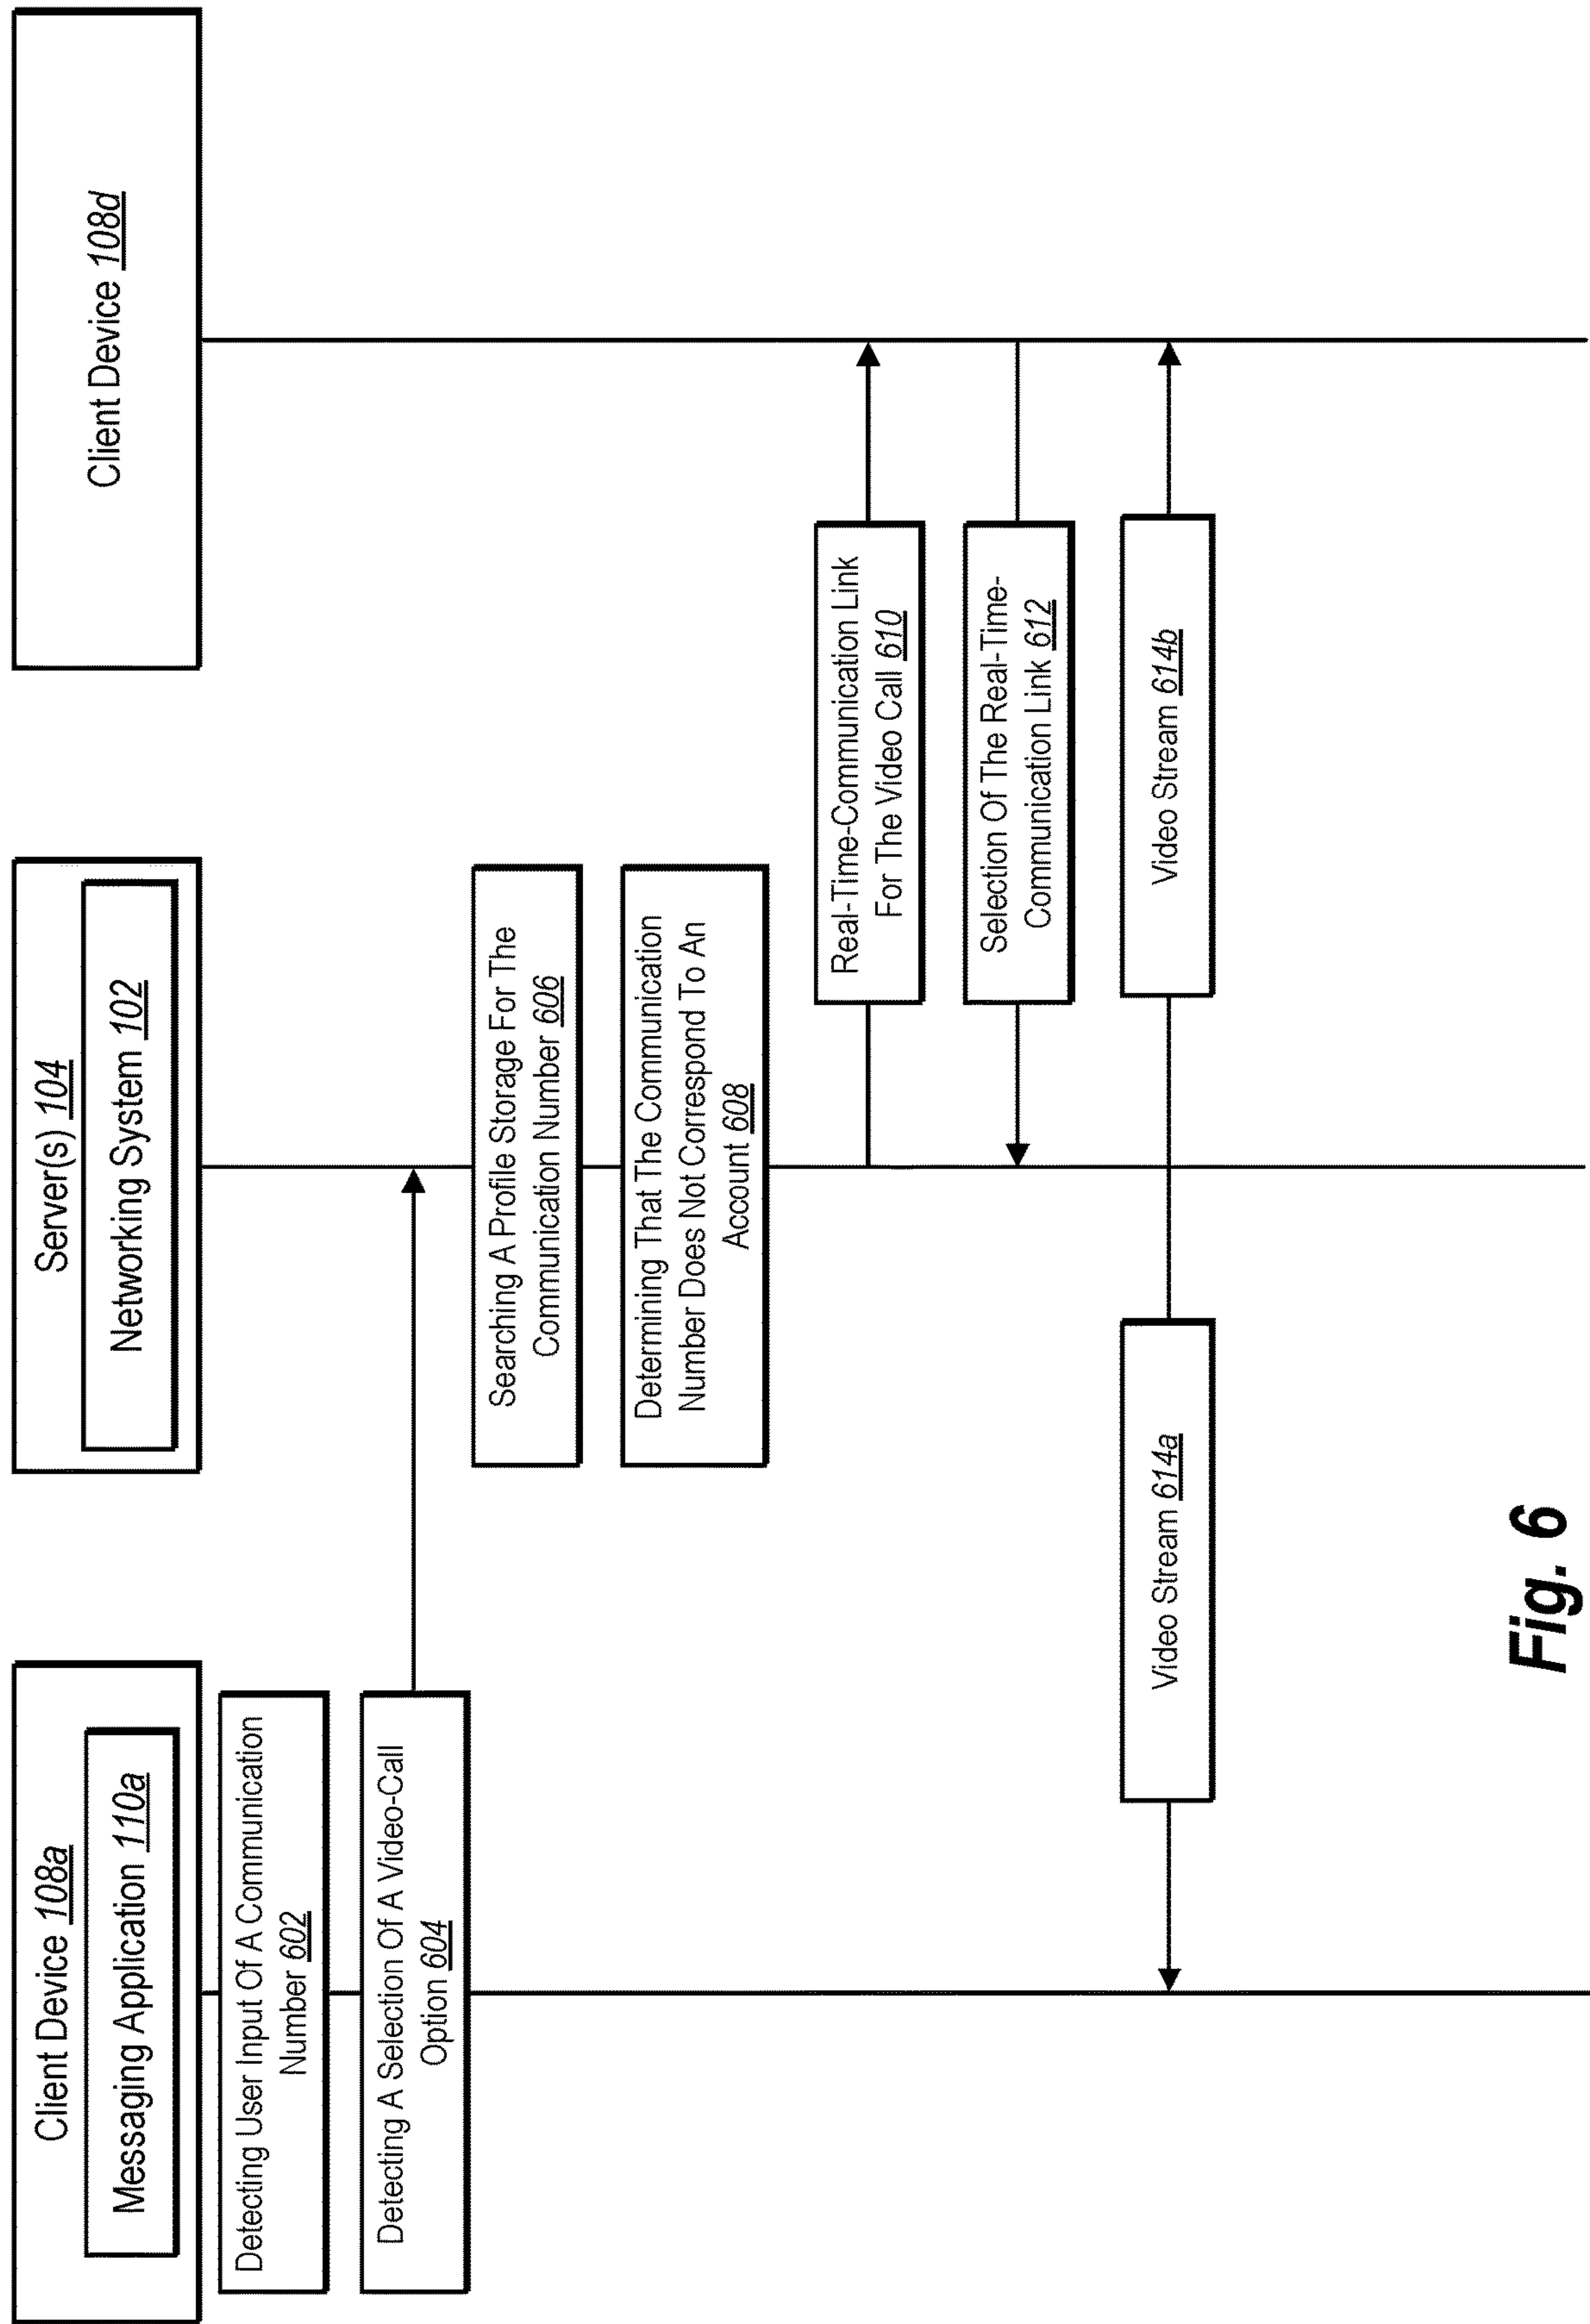 Client Device 108a
Messaging Application 110a
Server(s) 104
Networking System 102
Client Device 108d
Detecting User Input Of A Communication
Number 602
Detecting A Selection Of A Video-Call
Option 604
Searching A Profile Storage For The
Communication Number 606
Determining That The Communication
Number Does Not Correspond To An
Account 608
Real-Time-Communication Link
For The Video Call 610
Selection Of The Real-Time-
Communication Link 612
Video Stream 614a
Video Stream 614b
Fig. 6